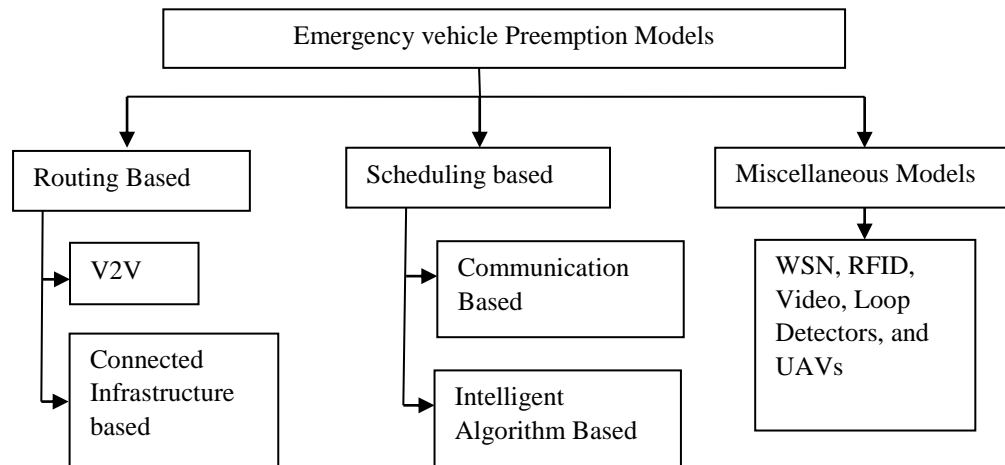 Emergency vehicle Preemption Models
Routing Based
Scheduling based
Miscellaneous Models
V2V
Connected
Infrastructure
based
Communication
Based
Intelligent
Algorithm Based
WSN, RFID,
Video, Loop
Detectors, and
UAVs